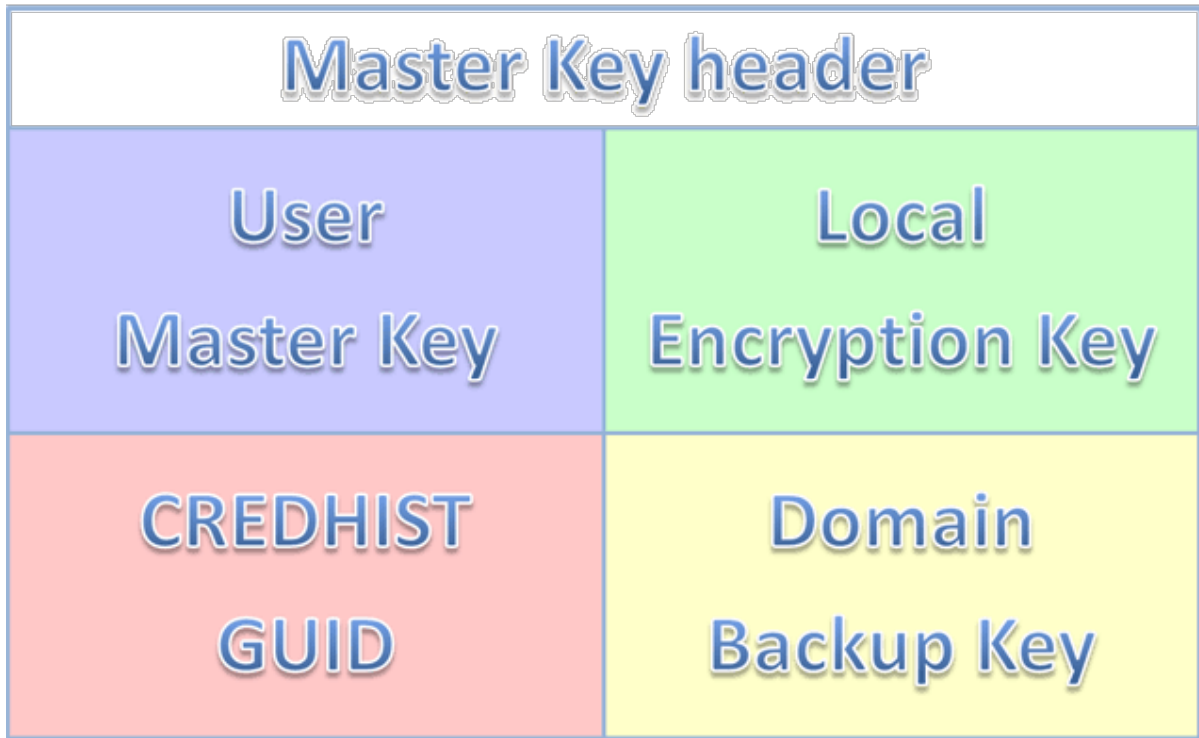 Master Key header
User
Master Key
Local
Encryption Key
CREDHIST
GUID
Domain
Backup Key